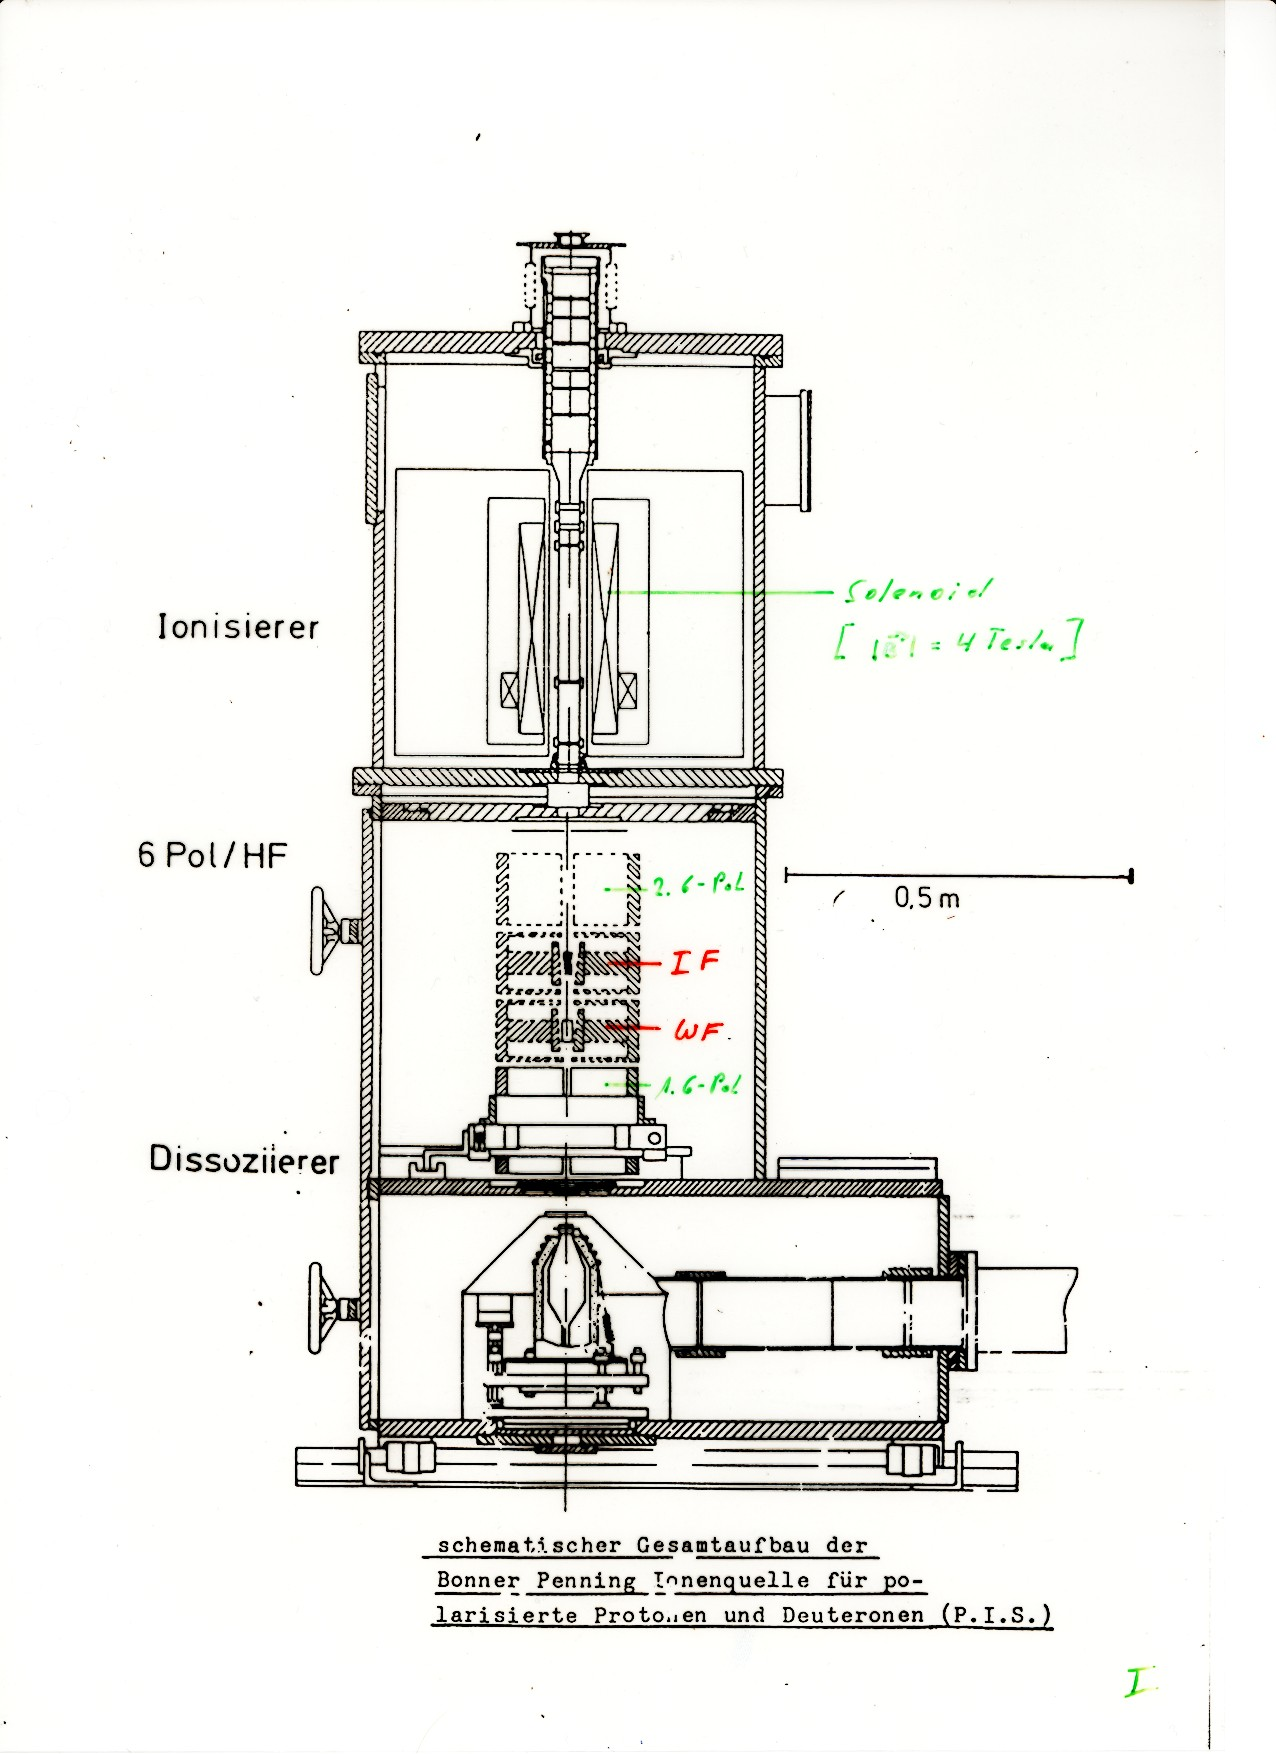 Ionisierer
Solenoid
[ |B⃗| = 4 Tesla ]
6 Pol/HF
2. 6-Pol
0,5 m
IF
WF.
1. 6-Pol
Dissoziierer
schematischer Gesamtaufbau der
Bonner Penning Ionenquelle für po-
larisierte Protonen und Deuteronen (P.I.S.)
I